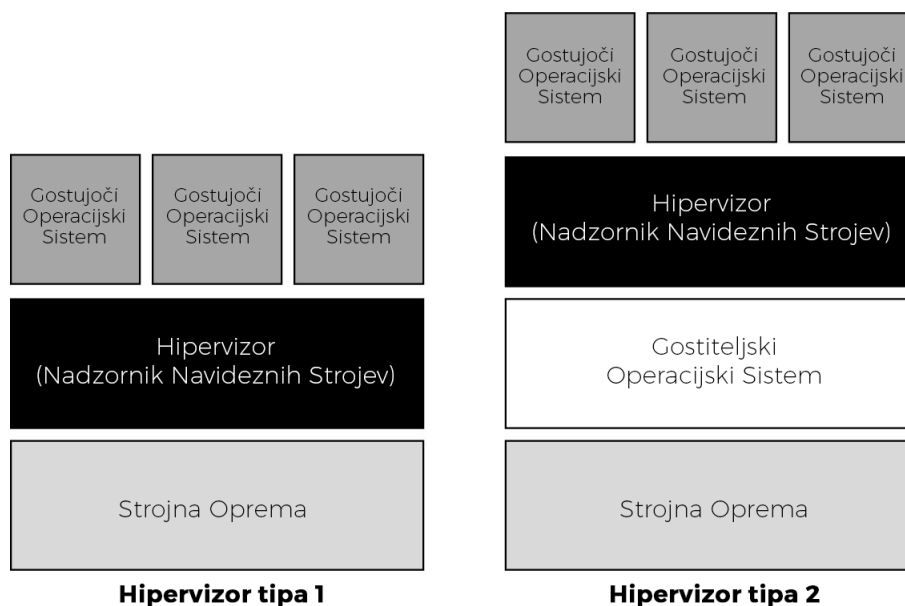 Gostujoči
Operacijski
Sistem
Gostujoči
Operacijski
Sistem
Gostujoči
Operacijski
Sistem
Hipervizor
(Nadzornik Navideznih Strojev)
Strojna Oprema
Hipervizor tipa 1
Gostujoči
Operacijski
Sistem
Gostujoči
Operacijski
Sistem
Gostujoči
Operacijski
Sistem
Hipervizor
(Nadzornik Navideznih Strojev)
Gostiteljski
Operacijski Sistem
Strojna Oprema
Hipervizor tipa 2